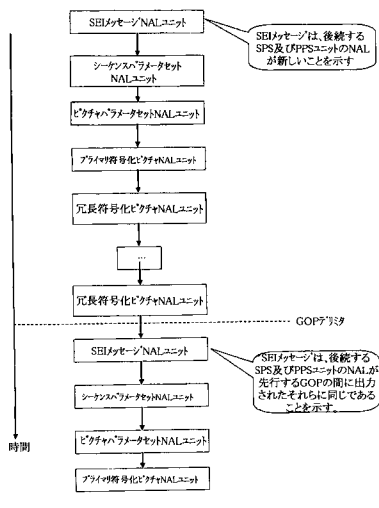 SEIメッセージNALユニット
SEIメッセージは、後続する
SPS及びPPSユニットのNAL
が新しいことを示す
シーケンスパラメータセット
NALユニット
ピクチャパラメータセットNALユニット
プライマリ符号化ピクチャNALユニット
冗長符号化ピクチャNALユニット
...
冗長符号化ピクチャNALユニット
GOPデリミタ
SEIメッセージNALユニット
SEIメッセージは、後続する
SPS及びPPSユニットのNALが
先行するGOPの間に出力
されたそれらに同じである
ことを示す。
シーケンスパラメータセットNALユニット
ピクチャパラメータセットNALユニット
時間
プライマリ符号化ピクチャNALユニット